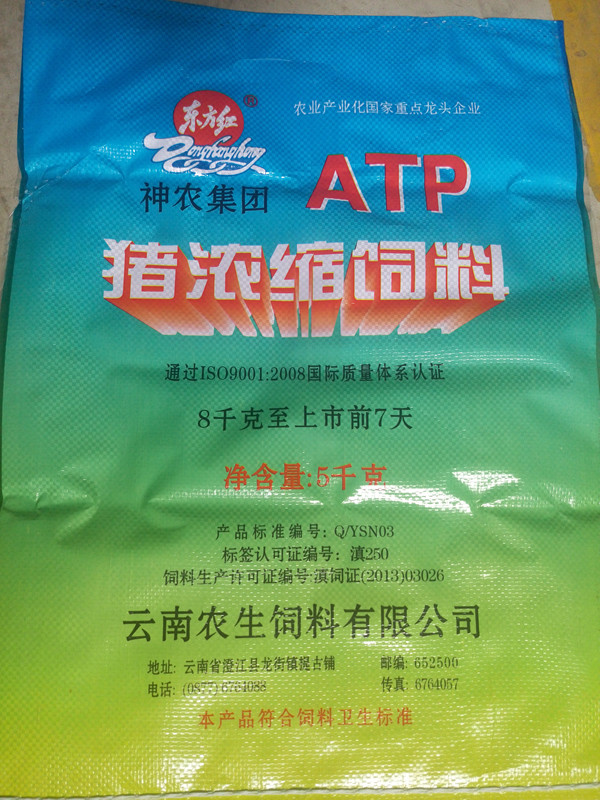 东方红®
农业产业化国家重点龙头企业
Dongfanghong
神农集团
ATP
猪浓缩饲料
通过ISO9001:2008国际质量体系认证
8千克至上市前7天
净含量:5千克
产品标准编号: Q/YSN03
标签认可证编号: 滇250
饲料生产许可证编号:滇饲证(2013)03026
云南农生饲料有限公司
地址: 云南省澄江县龙街镇提古铺 邮编: 652500
电话: (0877) 6764088 传真: 6764057
本产品符合饲料卫生标准